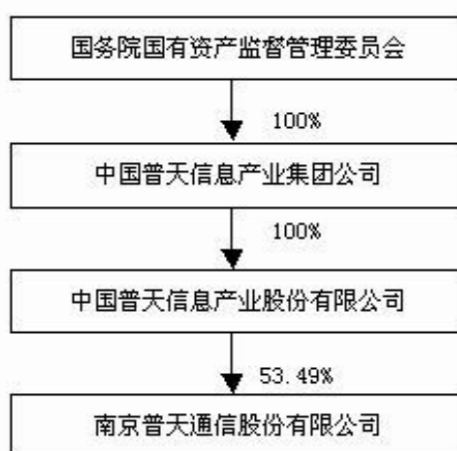 国务院国有资产监督管理委员会
100%
中国普天信息产业集团公司
100%
中国普天信息产业股份有限公司
53.49%
南京普天通信股份有限公司